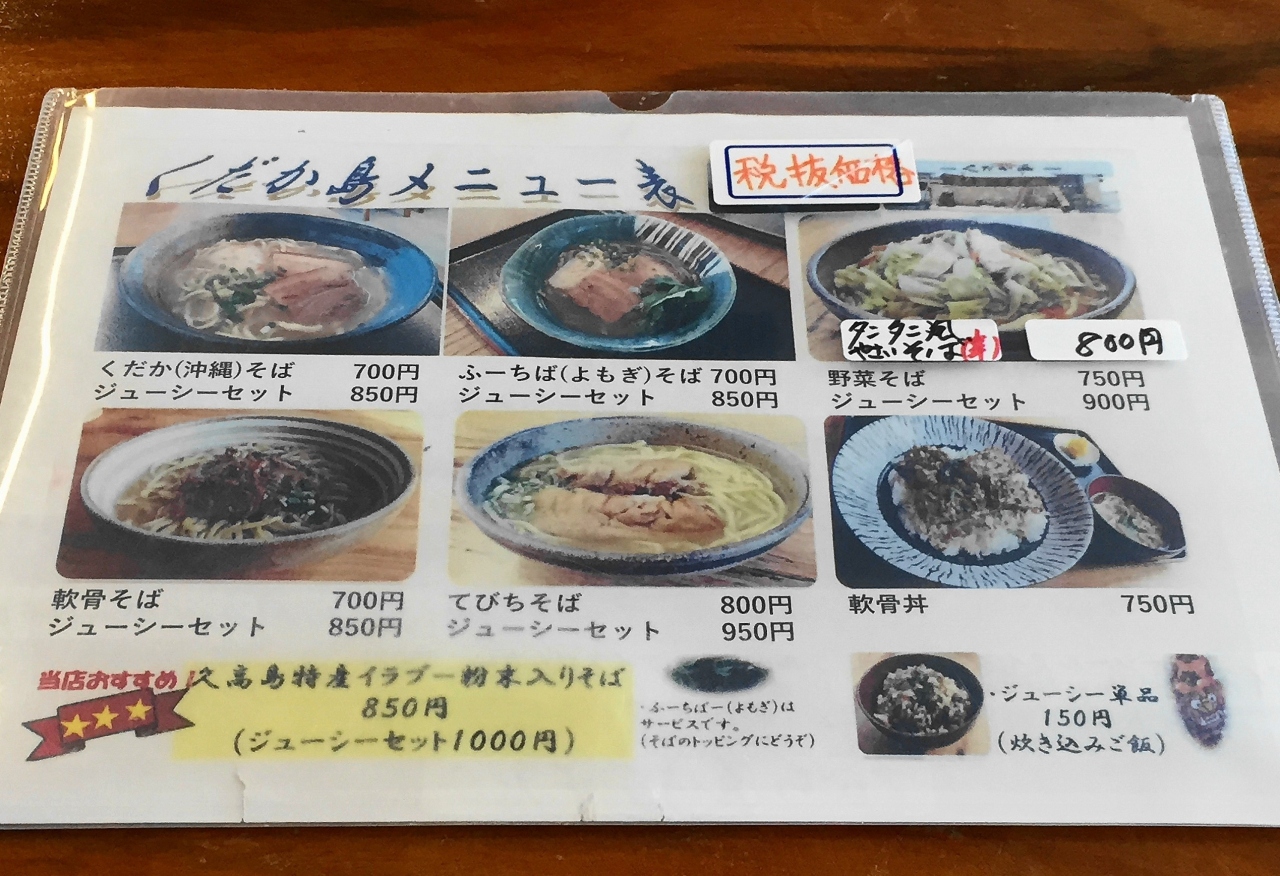 くだか島メニュー表
税抜価格
くだか(沖縄)そば 700円
ジューシーセット 850円
ふーちば(よもぎ)そば 700円
ジューシーセット 850円
タンタン風
やさいそば(辛) 800円
野菜そば 750円
ジューシーセット 900円
軟骨そば 700円
ジューシーセット 850円
てびちそば 800円
ジューシーセット 950円
軟骨丼 750円
当店おすすめ!
久高島特産イラブー粉末入りそば
850円
(ジューシーセット1000円)
・ふーちばー(よもぎ)は
サービスです。
(そばのトッピングにどうぞ)
・ジューシー単品
150円
(炊き込みご飯)